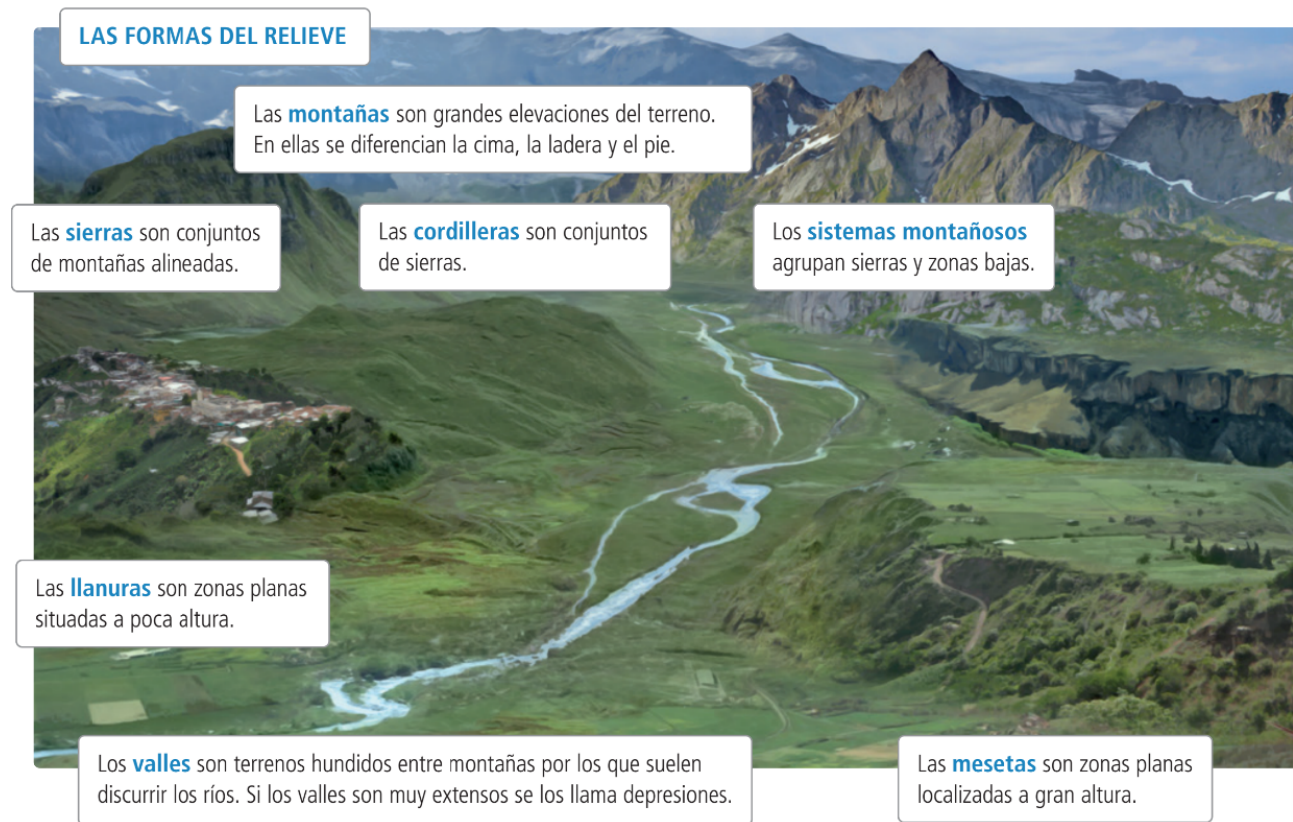 LAS FORMAS DEL RELIEVE
Las montañas son grandes elevaciones del terreno.
En ellas se diferencian la cima, la ladera y el pie.
Las sierras son conjuntos
de montañas alineadas.
Las cordilleras son conjuntos
de sierras.
Los sistemas montañosos
agrupan sierras y zonas bajas.
Las llanuras son zonas planas
situadas a poca altura.
Los valles son terrenos hundidos entre montañas por los que suelen
discurrir los ríos. Si los valles son muy extensos se los llama depresiones.
Las mesetas son zonas planas
localizadas a gran altura.